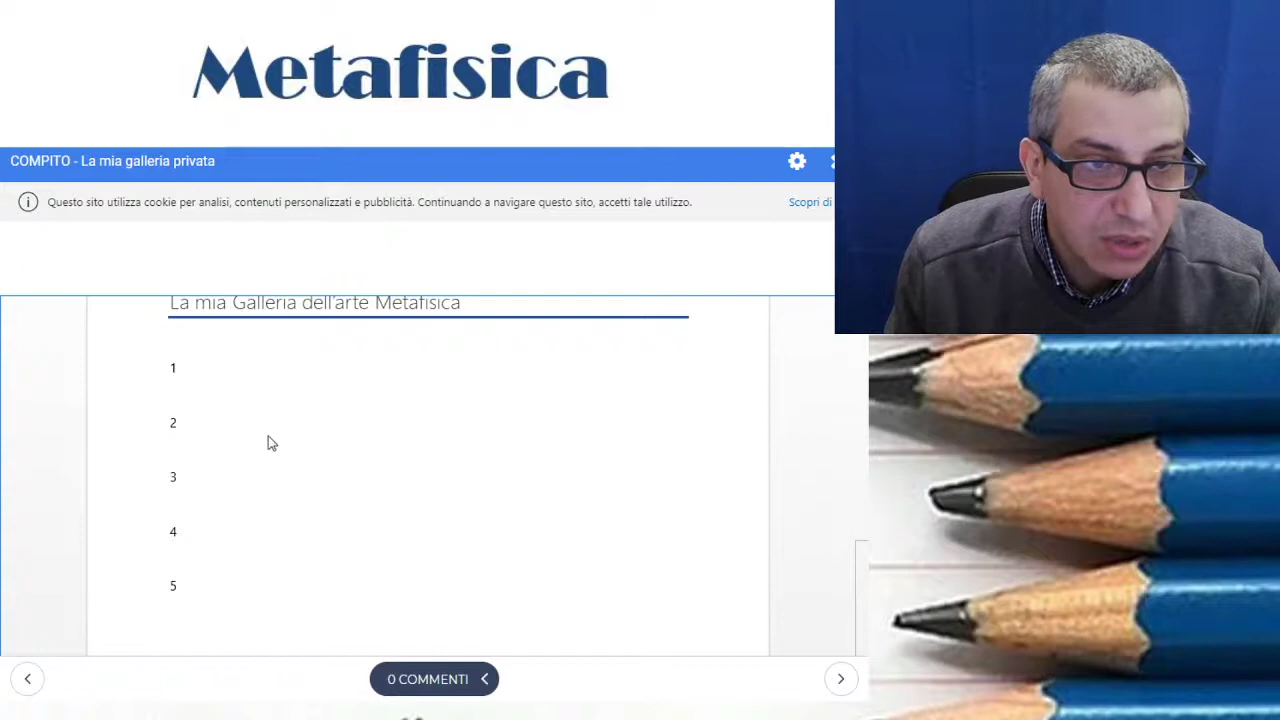 Metafisica
COMPITO - La mia galleria privata
Questo sito utilizza cookie per analisi, contenuti personalizzati e pubblicità. Continuando a navigare questo sito, accetti tale utilizzo.
Scopri di
La mia Galleria dell'arte Metafisica
1
2
3
4
5
0 COMMENTI